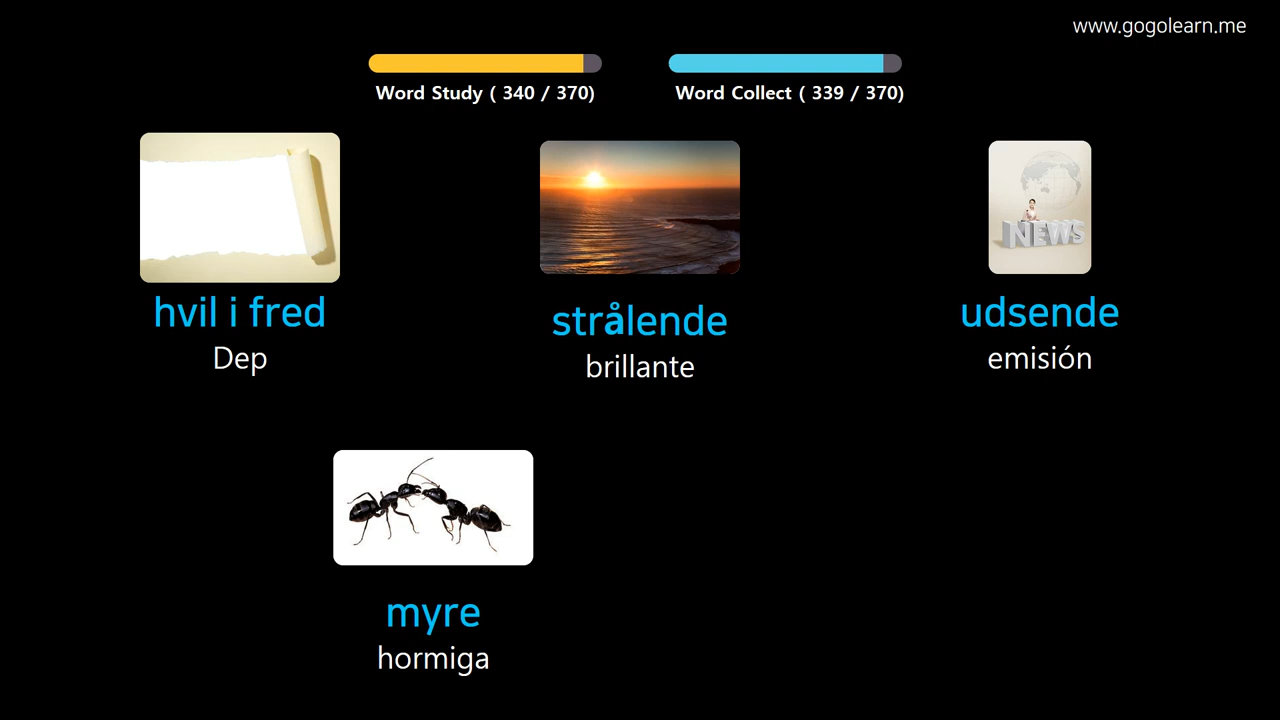 www.gogolearn.me
Word Study ( 340 / 370)
Word Collect ( 339 / 370)
NEWS
hvil i fred
Dep
strålende
brillante
udsende
emisión
myre
hormiga